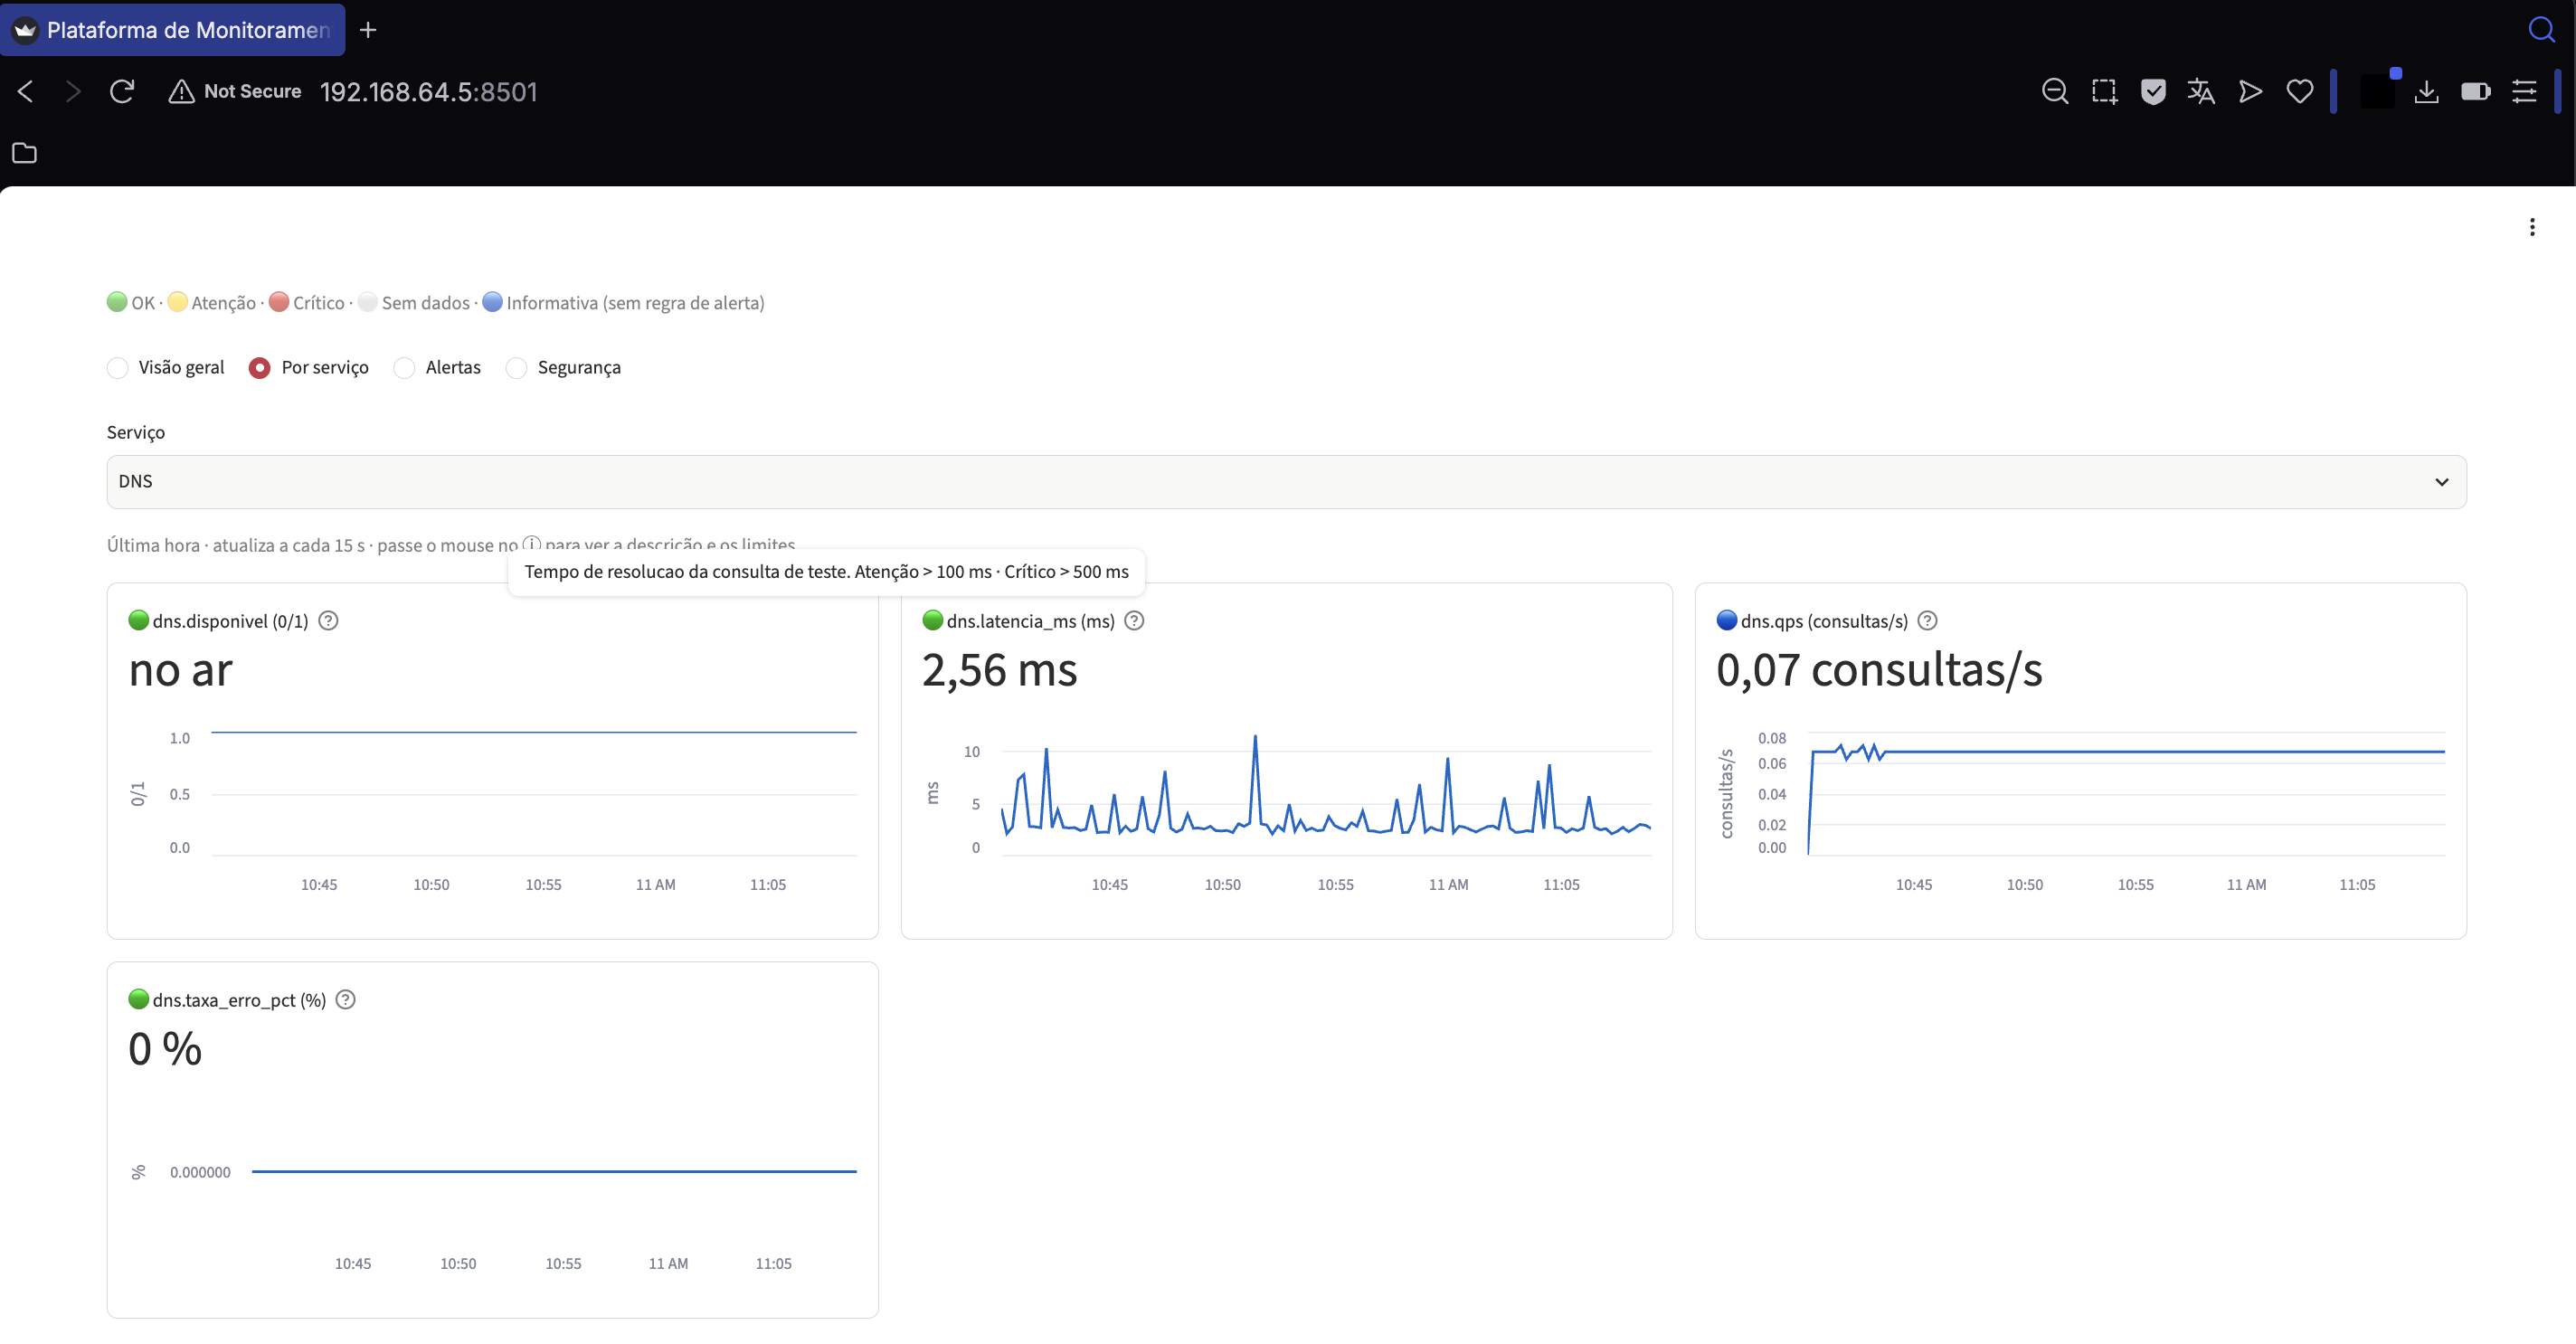 Plataforma de Monitoramen
Not Secure 192.168.64.5:8501
OK · Atenção · Crítico · Sem dados · Informativa (sem regra de alerta)
Visão geral Por serviço Alertas Segurança
Serviço
DNS
Última hora · atualiza a cada 15 s · passe o mouse no ⓘ para ver a descrição e os limites
Tempo de resolucao da consulta de teste. Atenção > 100 ms · Crítico > 500 ms
dns.disponivel (0/1)
no ar
1.0
0.5
0.0
0/1
10:45 10:50 10:55 11 AM 11:05
dns.latencia_ms (ms)
2,56 ms
10
5
0
ms
10:45 10:50 10:55 11 AM 11:05
dns.qps (consultas/s)
0,07 consultas/s
0.08
0.06
0.04
0.02
0.00
consultas/s
10:45 10:50 10:55 11 AM 11:05
dns.taxa_erro_pct (%)
0 %
% 0.000000
10:45 10:50 10:55 11 AM 11:05